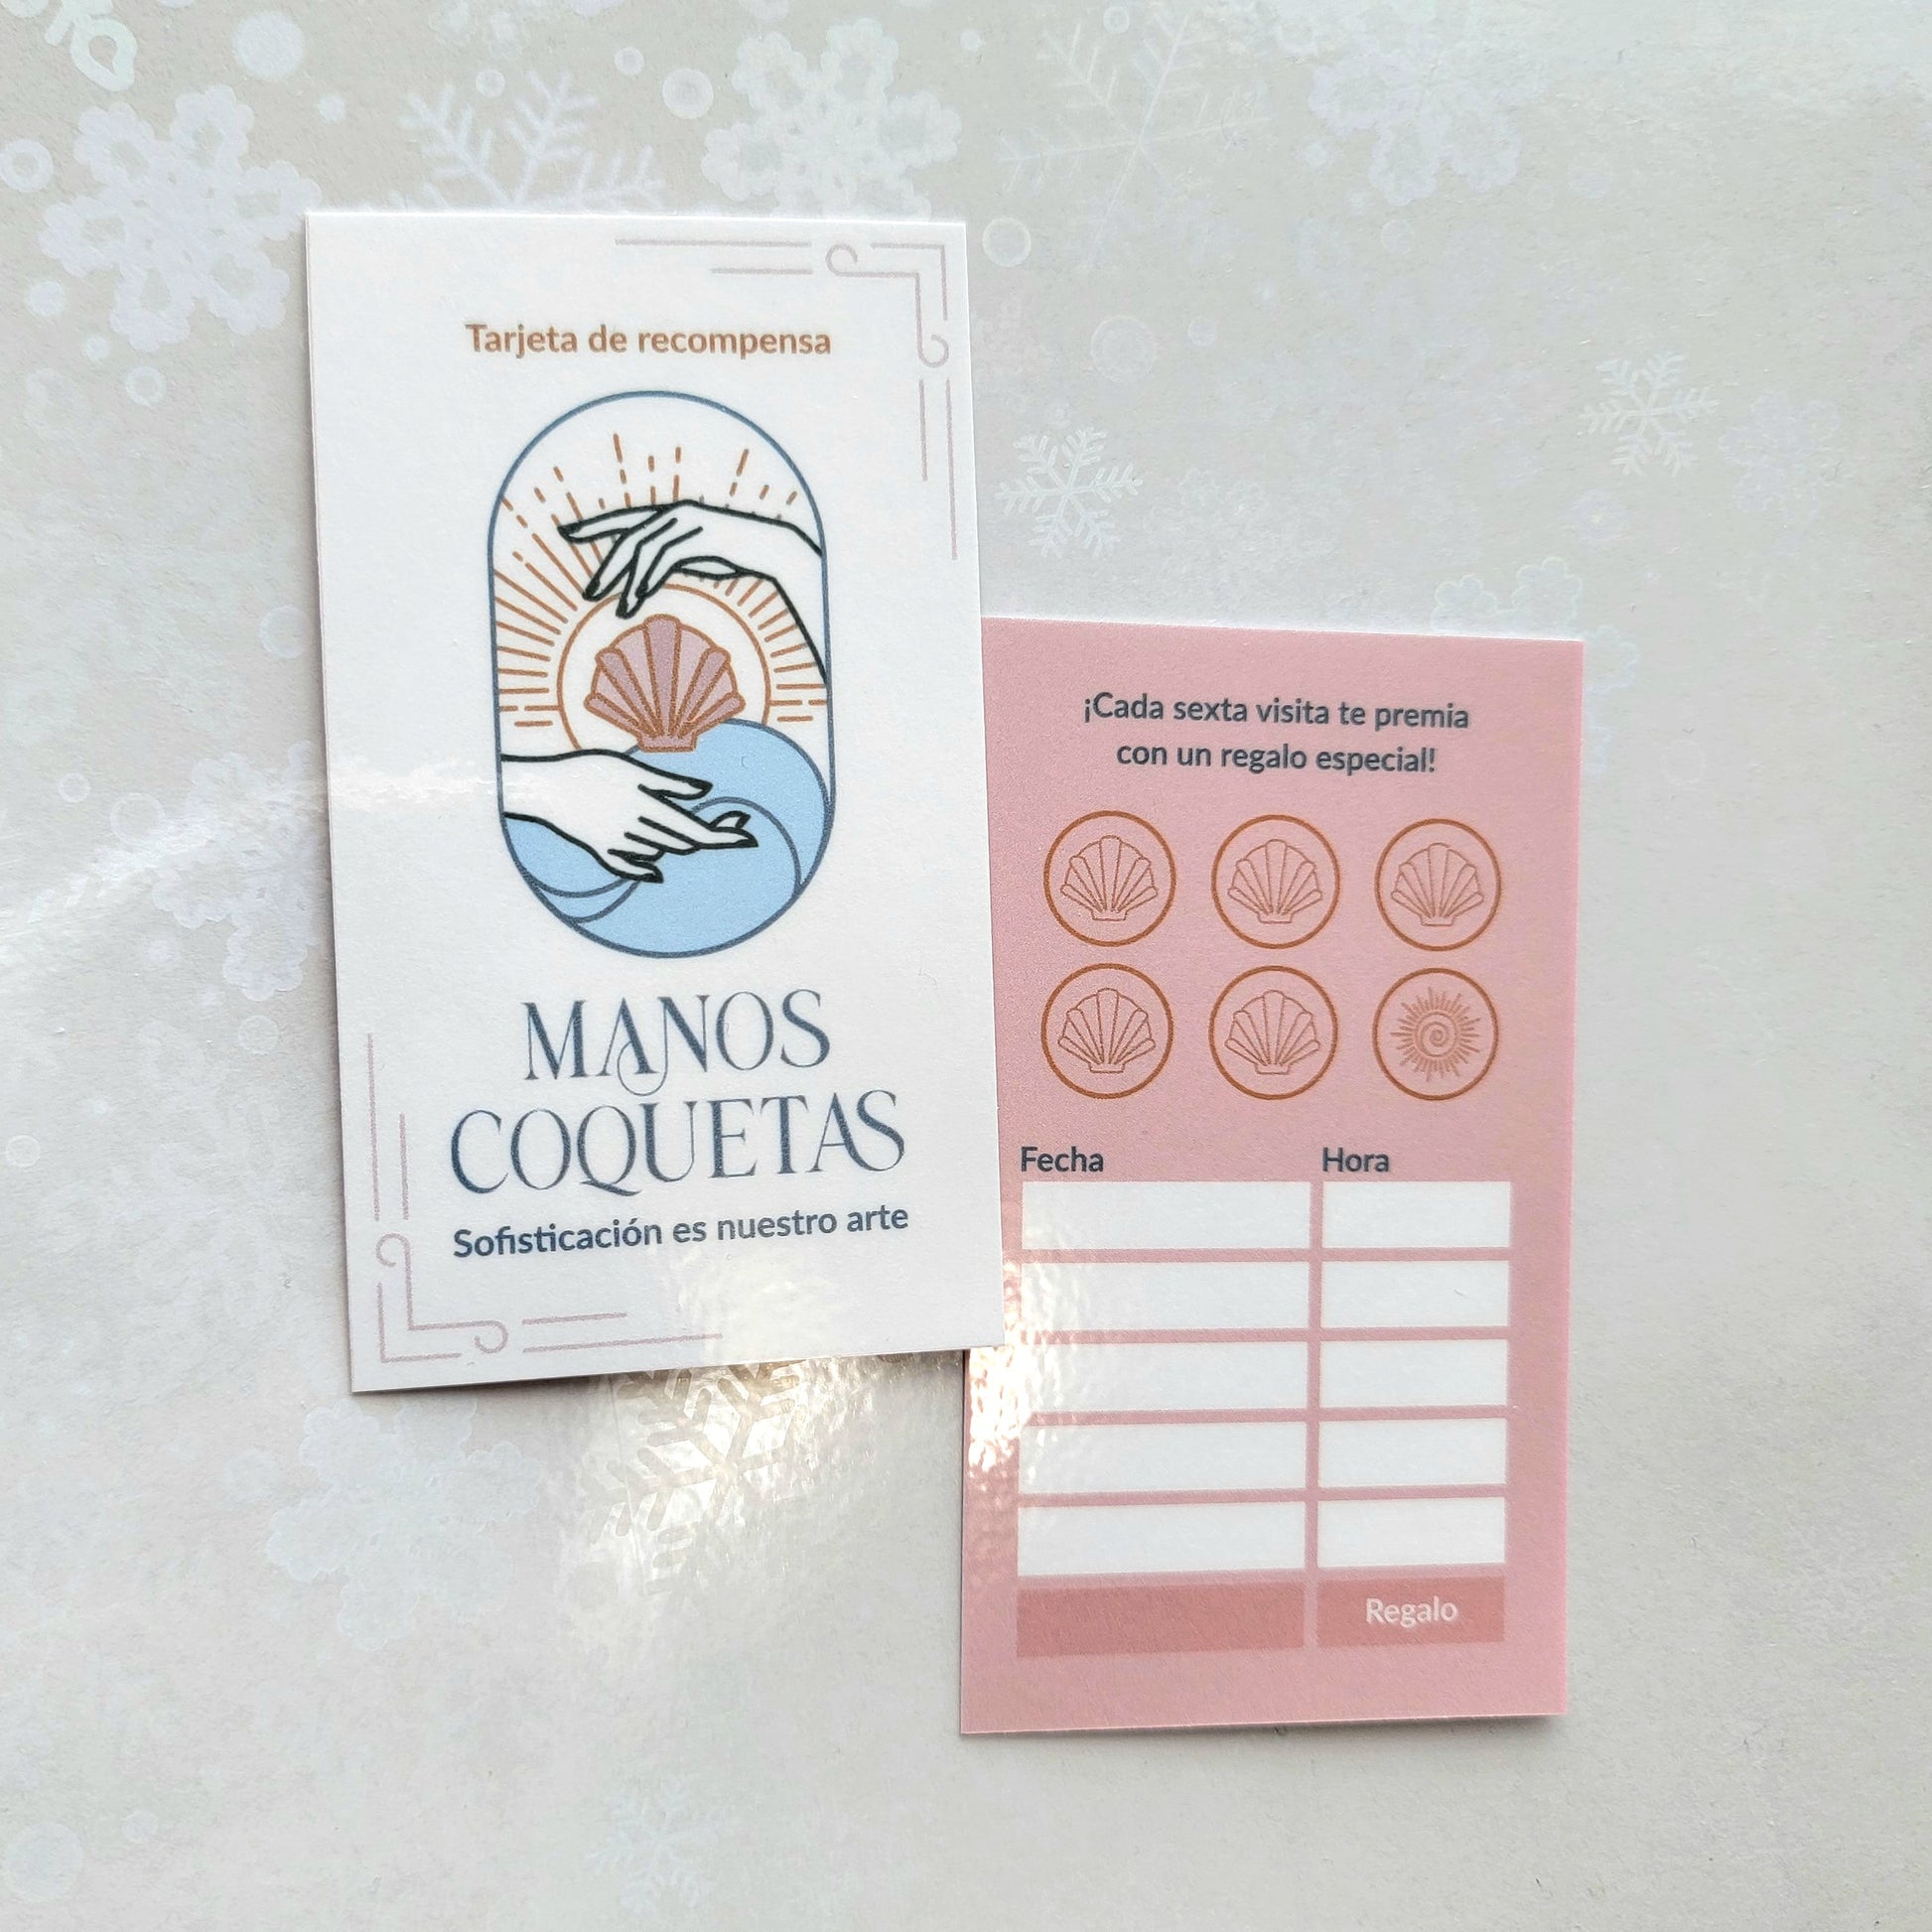 Tarjeta de recompensa
MANOS
COQUETAS
Sofisticación es nuestro arte
¡Cada sexta visita te premia
con un regalo especial!
Fecha Hora
Regalo